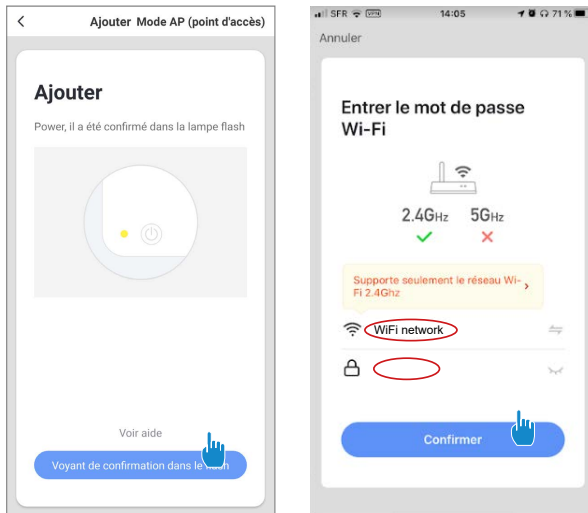 Ajouter Mode AP (point d'accès)
Ajouter
Power, il a été confirmé dans la lampe flash
Voir aide
Voyant de confirmation dans le flash
SFR VPN 14:05 71 %
Annuler
Entrer le mot de passe
Wi-Fi
2.4GHz 5GHz
Supporte seulement le réseau Wi-
Fi 2.4Ghz
WiFi network
Confirmer